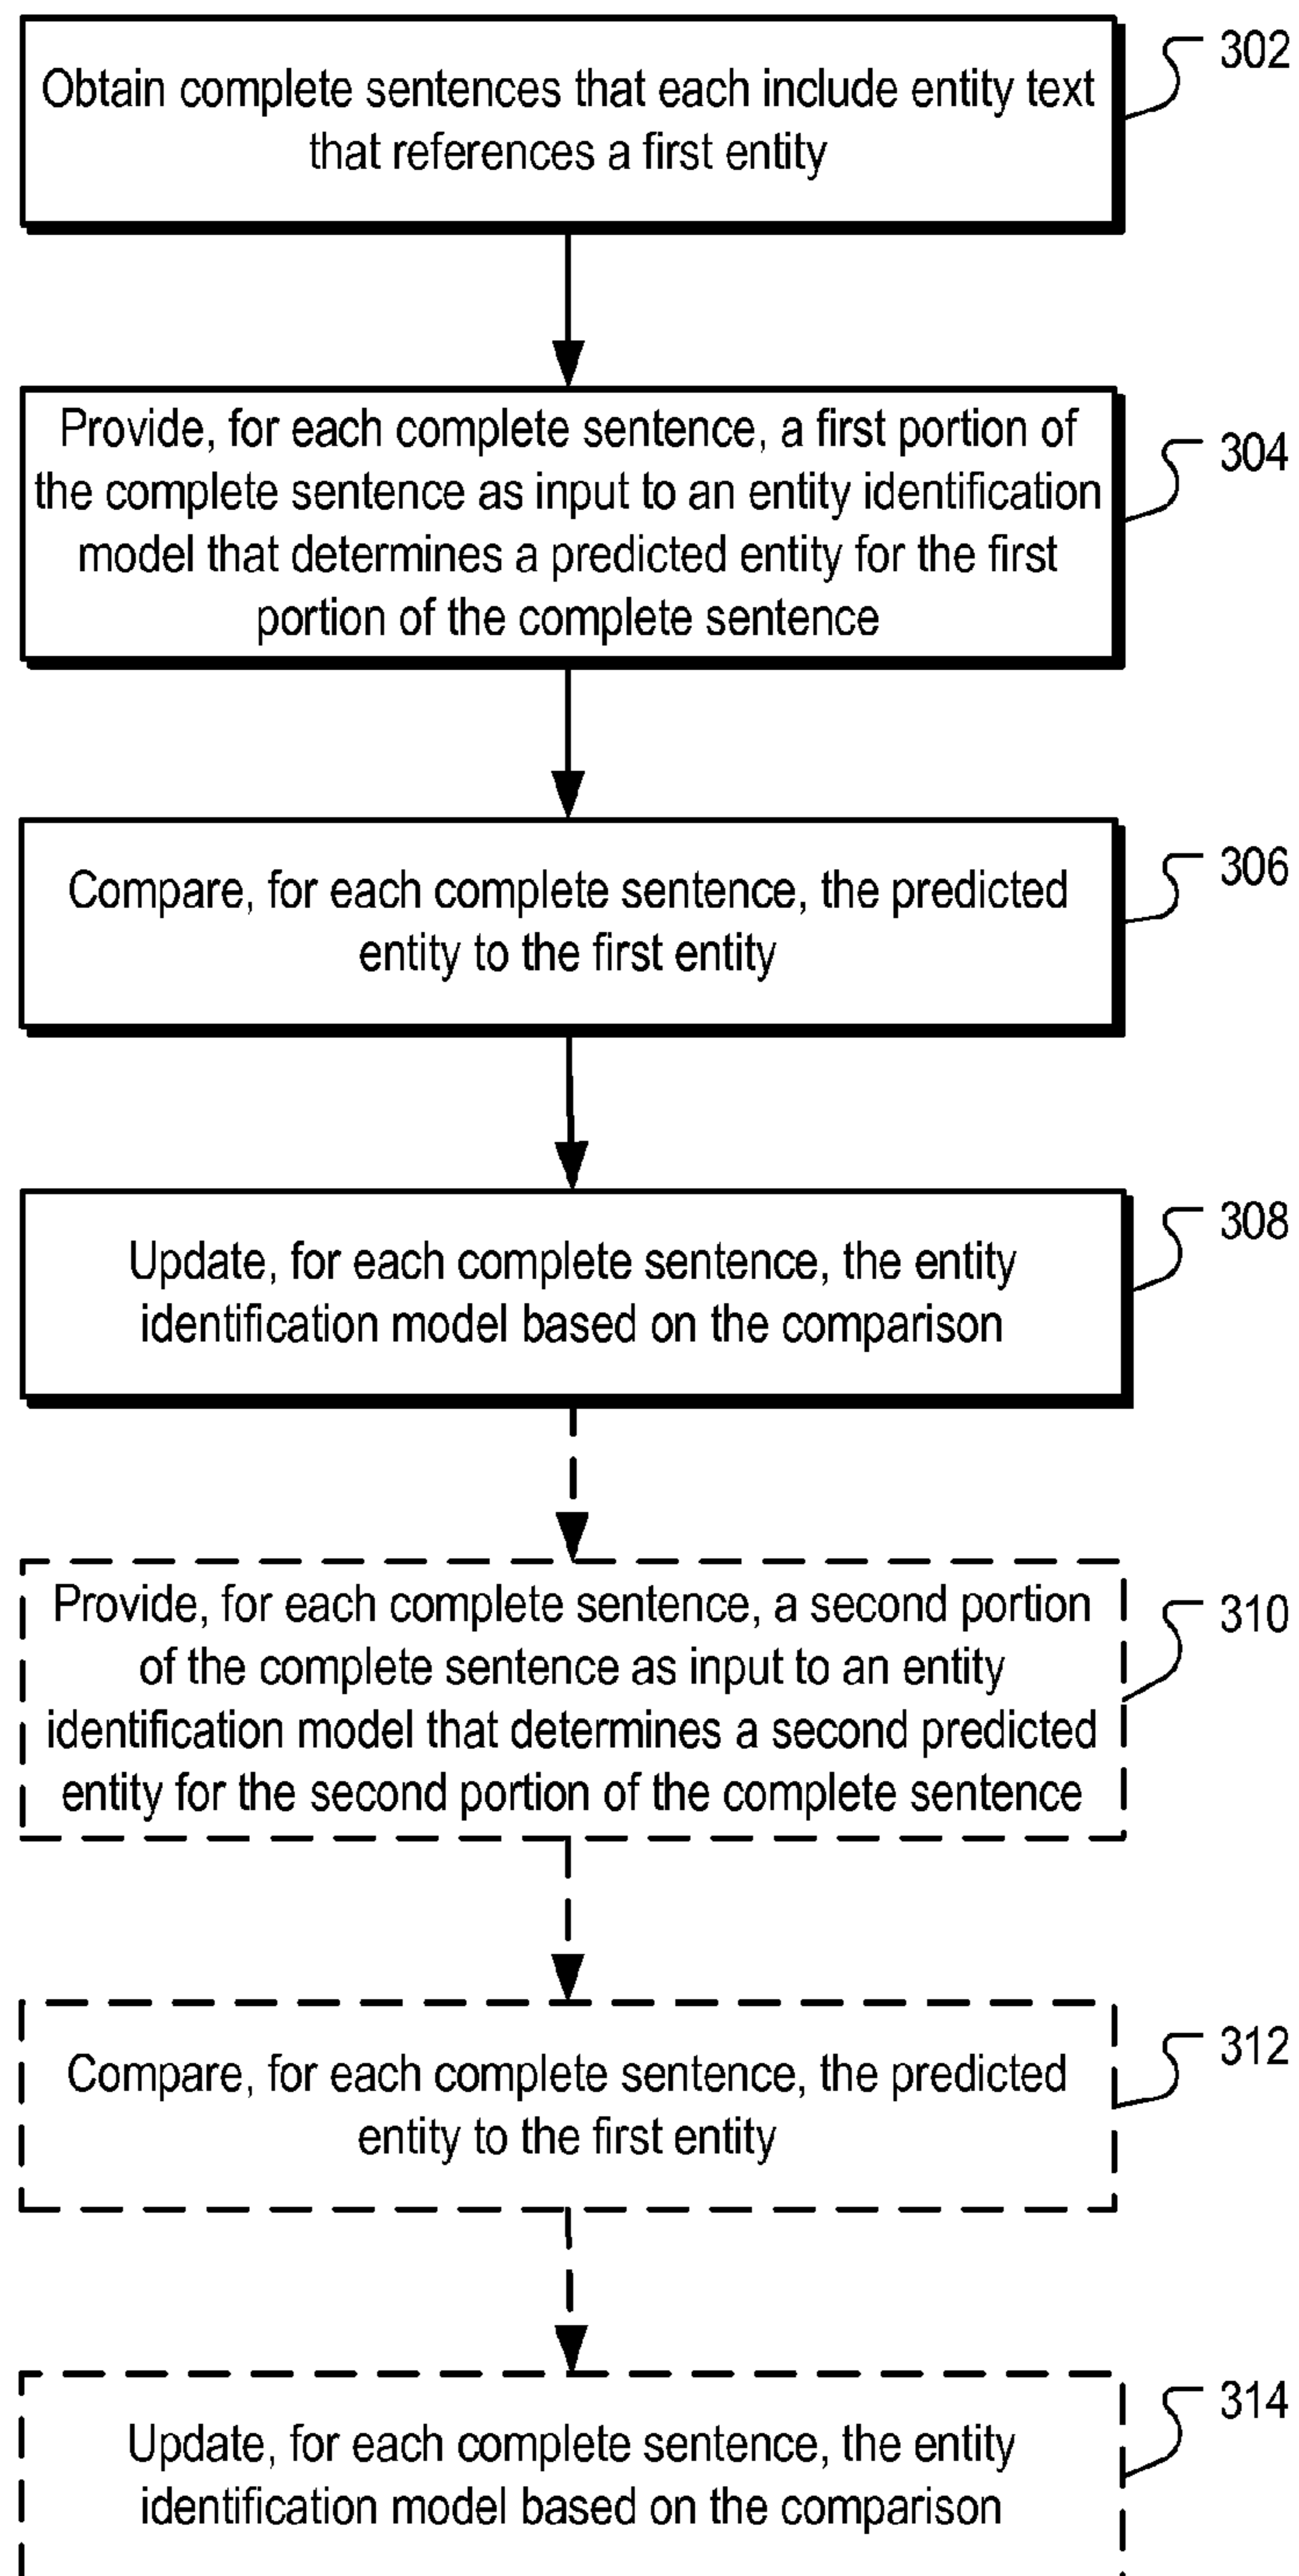 Obtain complete sentences that each include entity text
that references a first entity
302
Provide, for each complete sentence, a first portion of
the complete sentence as input to an entity identification
model that determines a predicted entity for the first
portion of the complete sentence
304
Compare, for each complete sentence, the predicted
entity to the first entity
306
Update, for each complete sentence, the entity
identification model based on the comparison
308
Provide, for each complete sentence, a second portion
of the complete sentence as input to an entity
identification model that determines a second predicted
entity for the second portion of the complete sentence
310
Compare, for each complete sentence, the predicted
entity to the first entity
312
Update, for each complete sentence, the entity
identification model based on the comparison
314